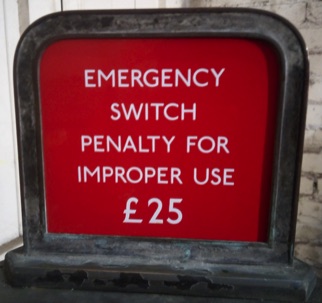 EMERGENCY
SWITCH
PENALTY FOR
IMPROPER USE
£25